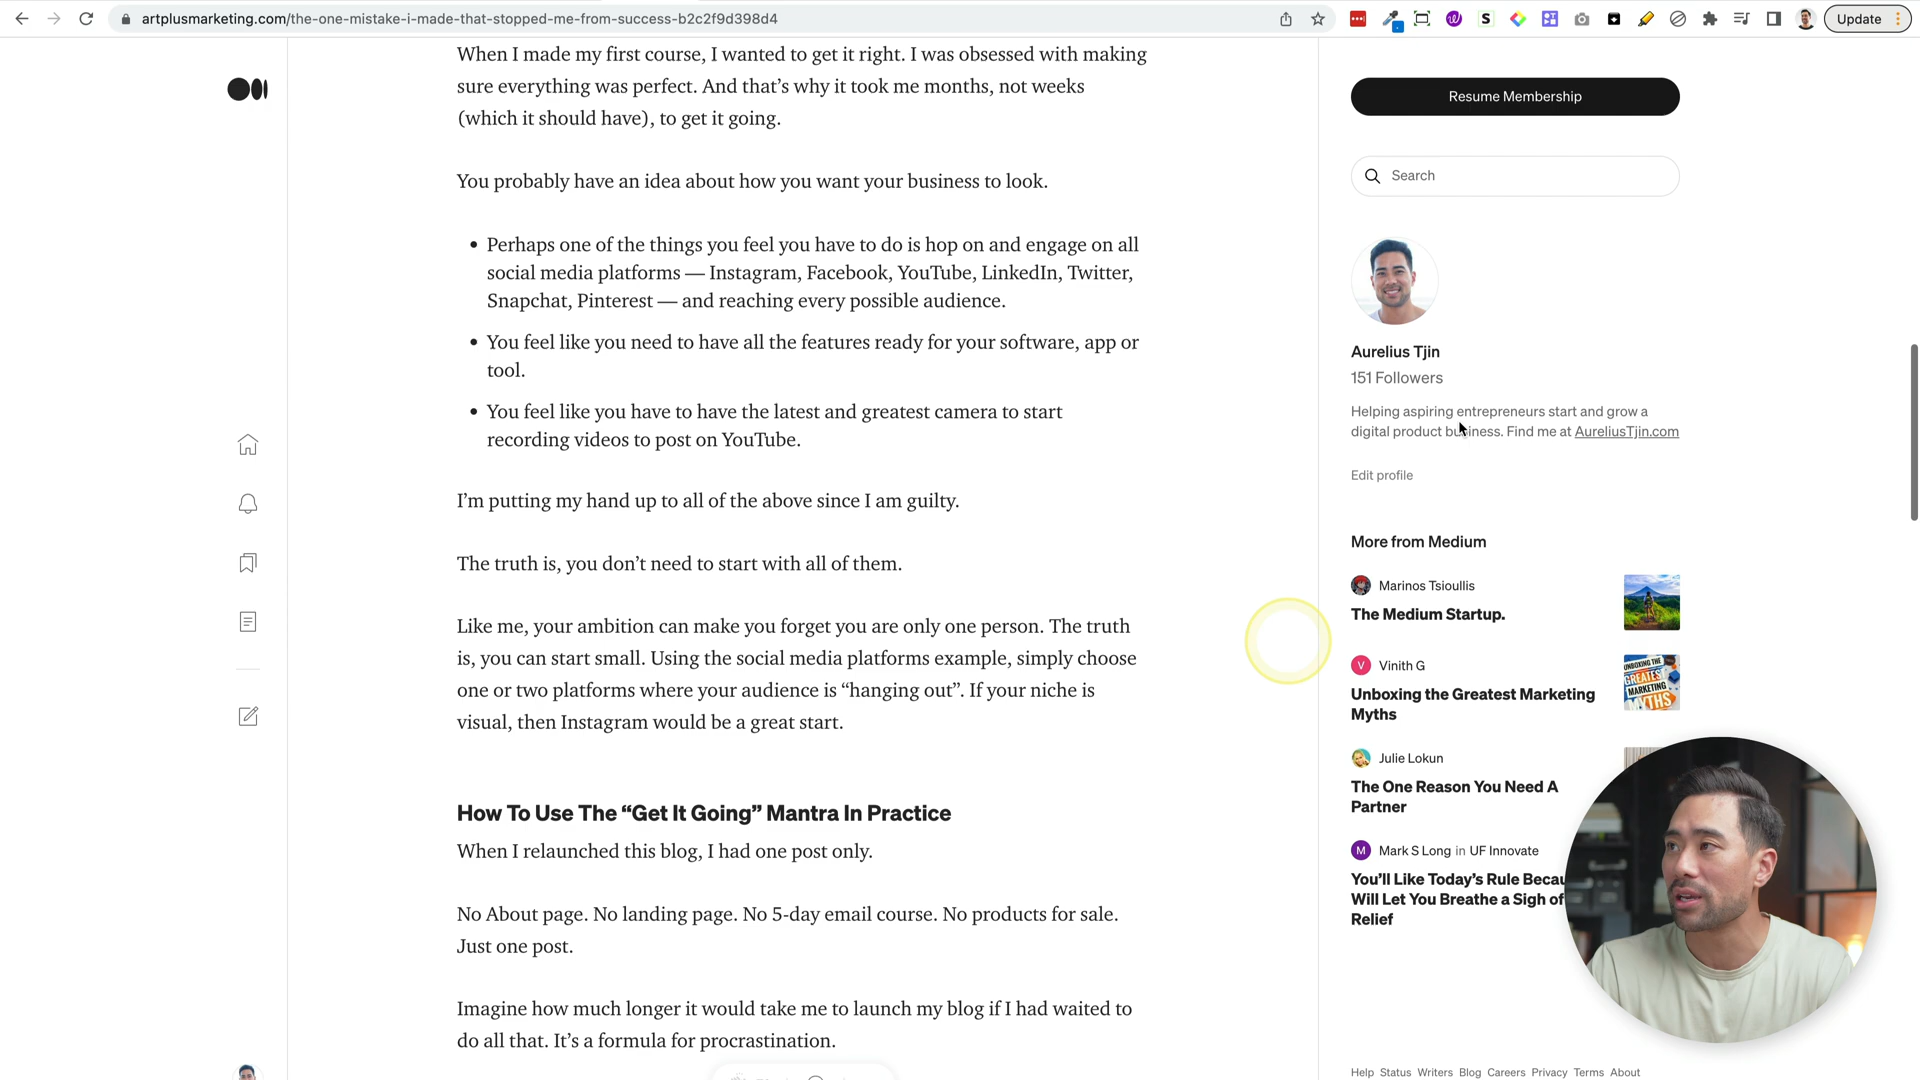 artplusmarketing.com/the-one-mistake-i-made-that-stopped-me-from-success-b2c2f9d398d4
Update
When I made my first course, I wanted to get it right. I was obsessed with making
sure everything was perfect. And that’s why it took me months, not weeks
(which it should have), to get it going.
You probably have an idea about how you want your business to look.
• Perhaps one of the things you feel you have to do is hop on and engage on all
social media platforms — Instagram, Facebook, YouTube, LinkedIn, Twitter,
Snapchat, Pinterest — and reaching every possible audience.
• You feel like you need to have all the features ready for your software, app or
tool.
• You feel like you have to have the latest and greatest camera to start
recording videos to post on YouTube.
I’m putting my hand up to all of the above since I am guilty.
The truth is, you don’t need to start with all of them.
Like me, your ambition can make you forget you are only one person. The truth
is, you can start small. Using the social media platforms example, simply choose
one or two platforms where your audience is “hanging out”. If your niche is
visual, then Instagram would be a great start.
How To Use The “Get It Going” Mantra In Practice
When I relaunched this blog, I had one post only.
No About page. No landing page. No 5-day email course. No products for sale.
Just one post.
Imagine how much longer it would take me to launch my blog if I had waited to
do all that. It’s a formula for procrastination.
Resume Membership
Search
Aurelius Tjin
151 Followers
Helping aspiring entrepreneurs start and grow a
digital product business. Find me at AureliusTjin.com
Edit profile
More from Medium
Marinos Tsioullis
The Medium Startup.
V Vinith G
Unboxing the Greatest Marketing
Myths
UNBOXING THE
GREATEST
MARKETING
MYTHS
Julie Lokun
The One Reason You Need A
Partner
M Mark S Long in UF Innovate
You’ll Like Today’s Rule Becau
Will Let You Breathe a Sigh of
Relief
Help Status Writers Blog Careers Privacy Terms About